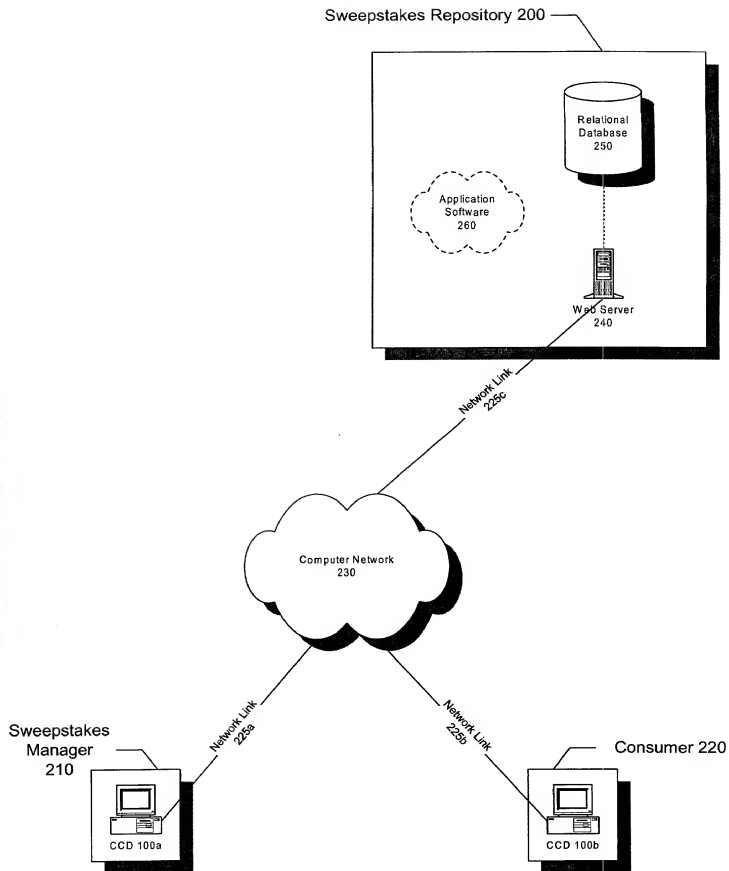 Sweepstakes Repository 200
Relational
Database
250
Application
Software
260
Web Server
240
Network Link
225c
Computer Network
230
Network Link
225a
Network Link
225b
Sweepstakes
Manager
210
Consumer 220
CCD 100a
CCD 100b